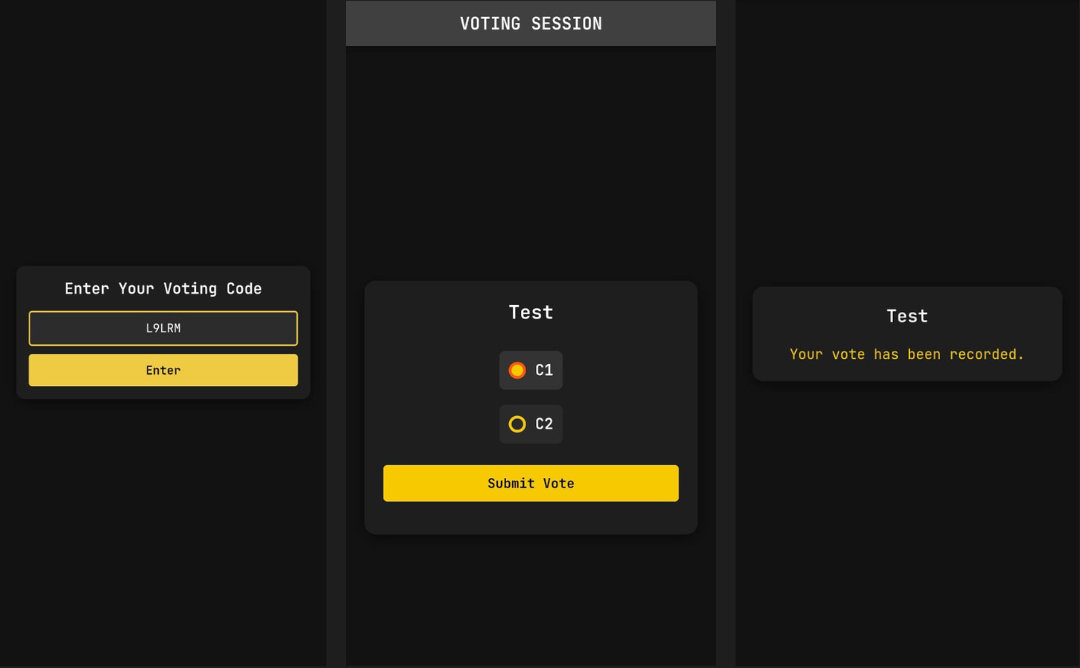 Enter Your Voting Code
L9LRM
Enter
VOTING SESSION
Test
C1
C2
Submit Vote
Test
Your vote has been recorded.